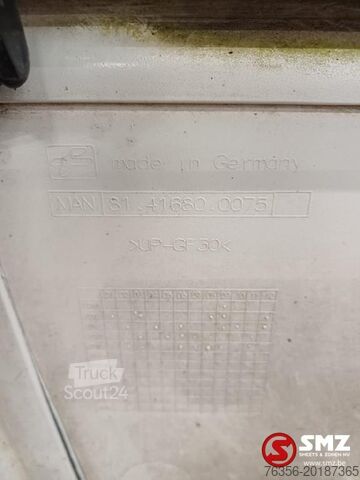 made in Germany
MAN 81.41680.0075
>UP-GF30<
Truck
Scout24
SMZ
SMEETS & ZONEN NV
76356-20187365